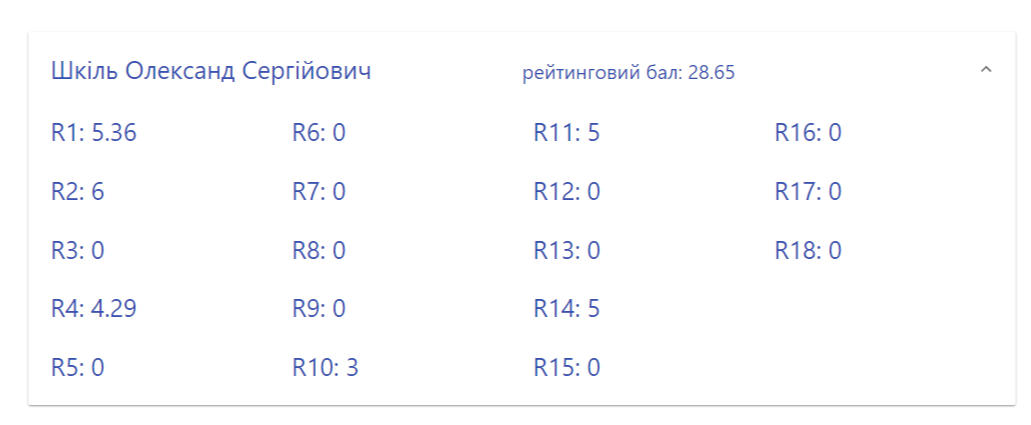 Шкіль Олександ Сергійович рейтинговий бал: 28.65
R1: 5.36 R6: 0 R11: 5 R16: 0
R2: 6 R7: 0 R12: 0 R17: 0
R3: 0 R8: 0 R13: 0 R18: 0
R4: 4.29 R9: 0 R14: 5
R5: 0 R10: 3 R15: 0